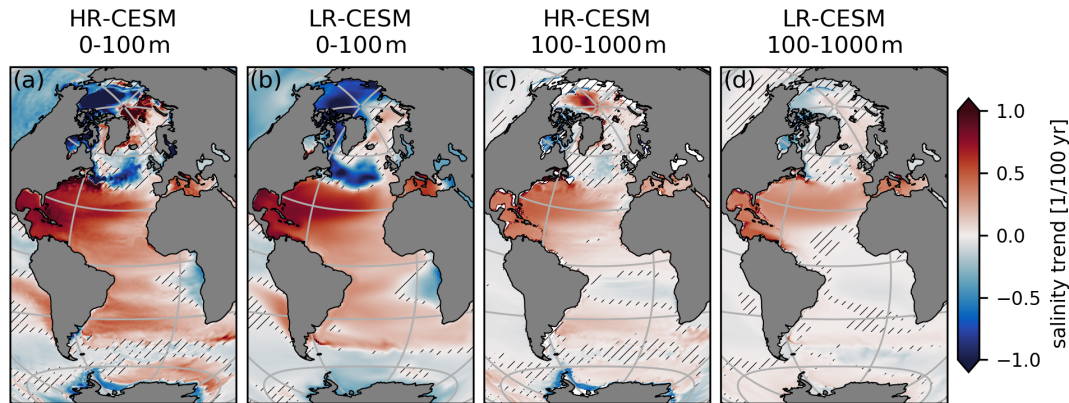 HR-CESM
0-100 m
LR-CESM
0-100 m
HR-CESM
100-1000 m
LR-CESM
100-1000 m
(a)
(b)
(c)
(d)
1.0
0.5
0.0
−0.5
−1.0
salinity trend [1/100 yr]